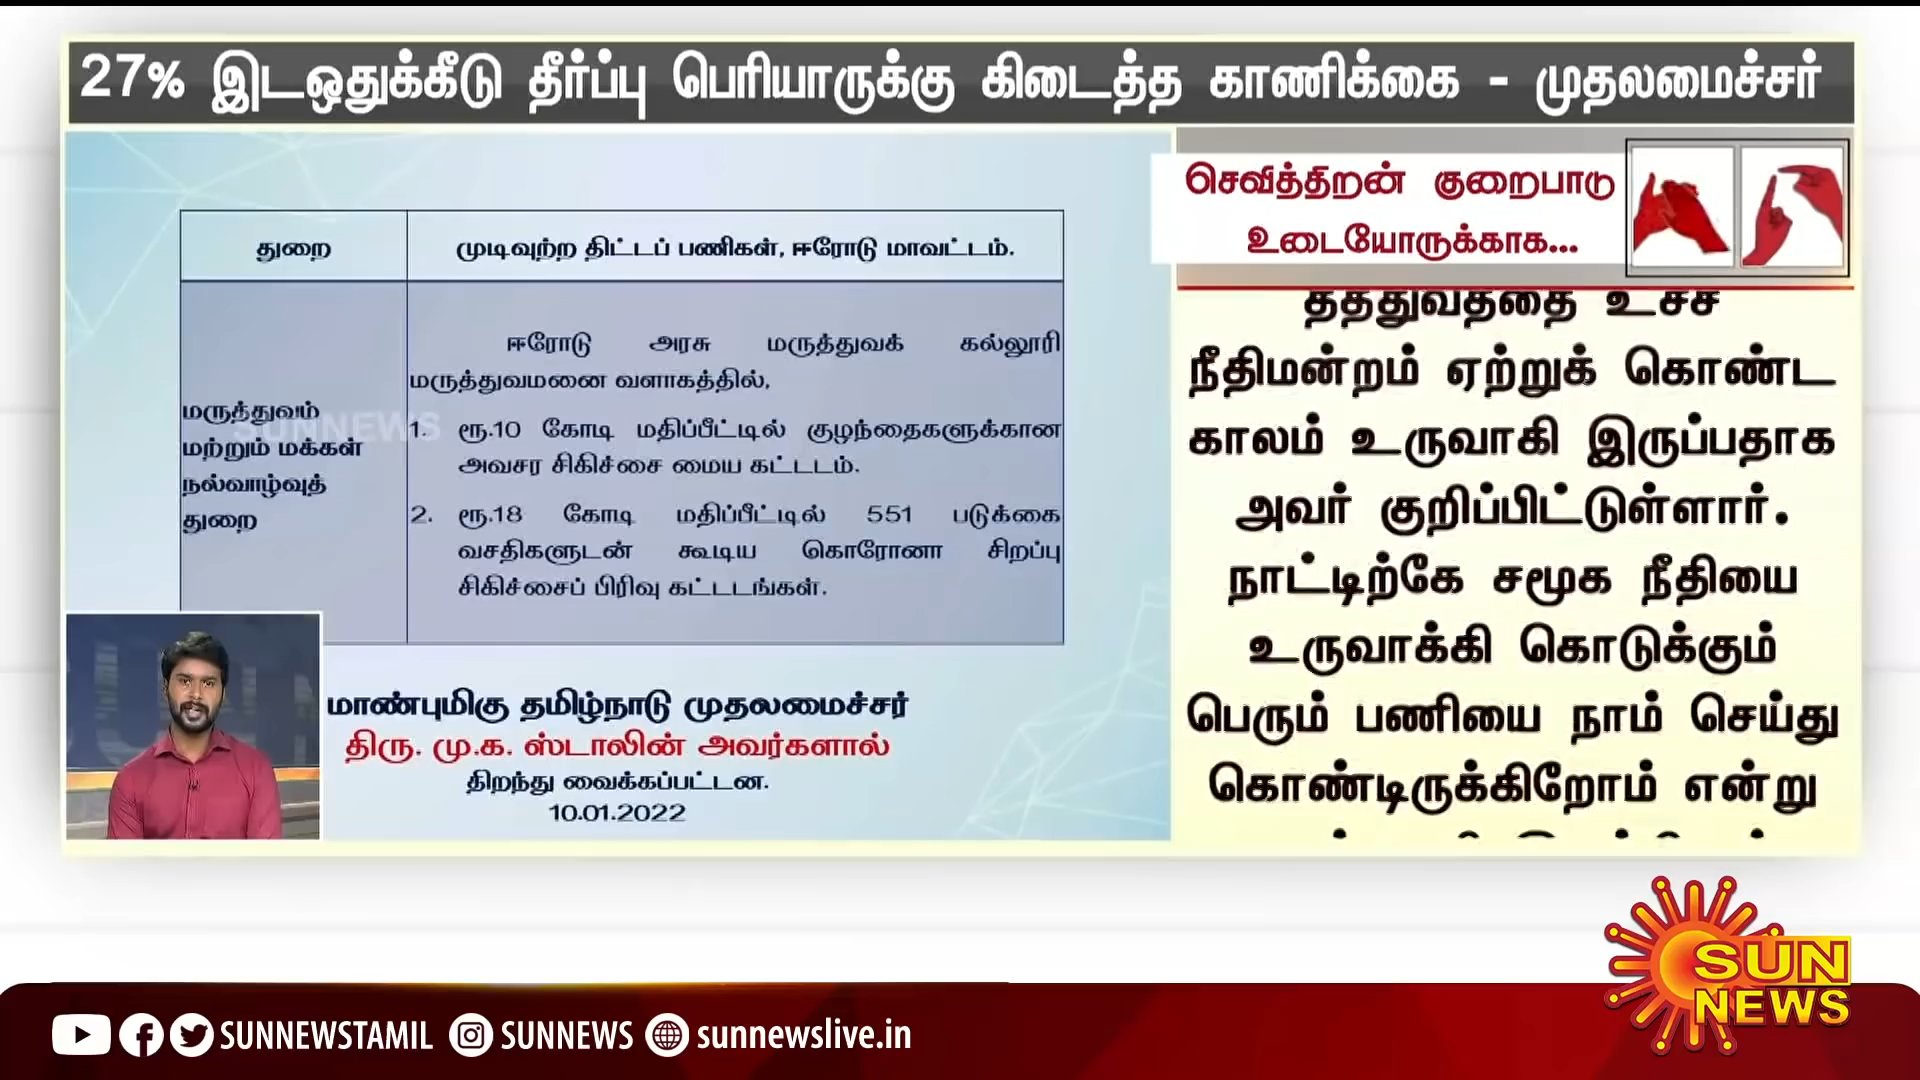 27% இடஒதுக்கீடு தீர்ப்பு பெரியாருக்கு கிடைத்த காணிக்கை - முதலமைச்சர்
துறை
முடிவுற்ற திட்டப் பணிகள், ஈரோடு மாவட்டம்.
மருத்துவம்
மற்றும் மக்கள்
நல்வாழ்வுத்
துறை
ஈரோடு அரசு மருத்துவக் கல்லூரி
மருத்துவமனை வளாகத்தில்,
1. ரூ.10 கோடி மதிப்பீட்டில் குழந்தைகளுக்கான
அவசர சிகிச்சை மைய கட்டடம்.
2. ரூ.18 கோடி மதிப்பீட்டில் 551 படுக்கை
வசதிகளுடன் கூடிய கொரோனா சிறப்பு
சிகிச்சைப் பிரிவு கட்டடங்கள்.
SUNNEWS
மாண்புமிகு தமிழ்நாடு முதலமைச்சர்
திரு. மு.க. ஸ்டாலின் அவர்களால்
திறந்து வைக்கப்பட்டன.
10.01.2022
செவித்திறன் குறைபாடு
உடையோருக்காக...
தத்துவத்தை உச்ச
நீதிமன்றம் ஏற்றுக் கொண்ட
காலம் உருவாகி இருப்பதாக
அவர் குறிப்பிட்டுள்ளார்.
நாட்டிற்கே சமூக நீதியை
உருவாக்கி கொடுக்கும்
பெரும் பணியை நாம் செய்து
கொண்டிருக்கிறோம் என்று
SUN
NEWS
SUNNEWSTAMIL SUNNEWS sunnewslive.in